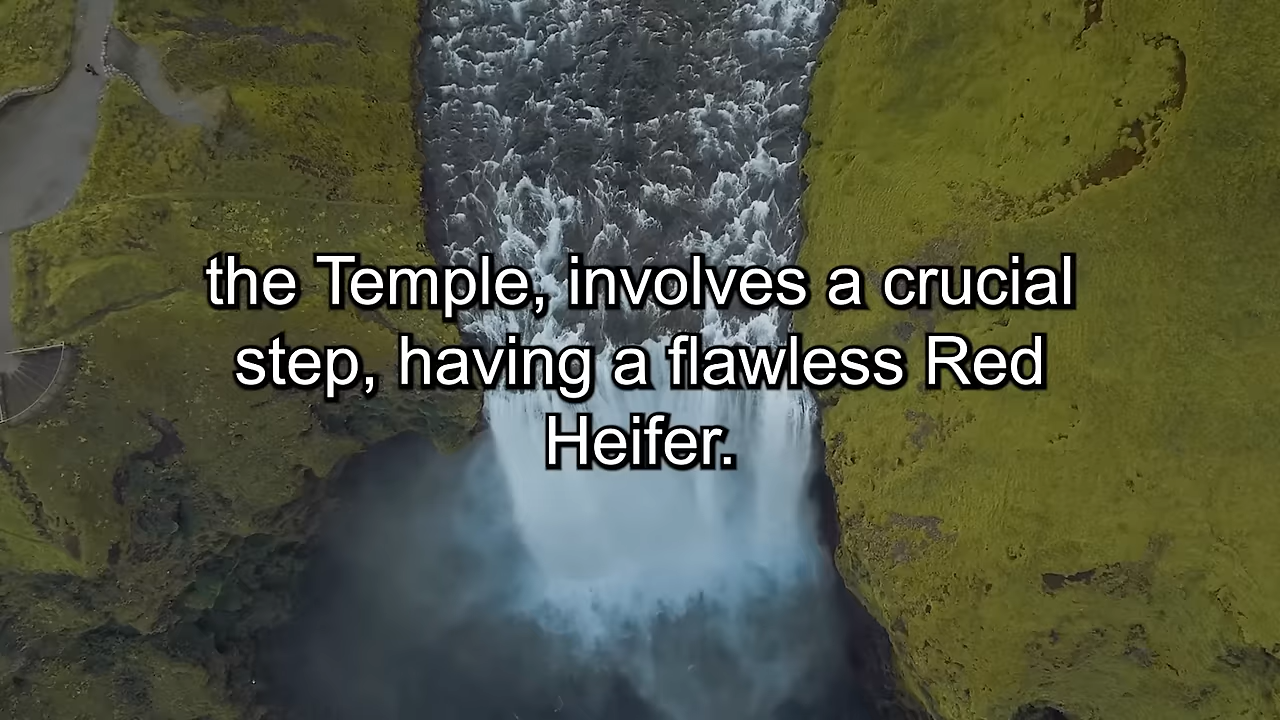 the Temple, involves a crucial
step, having a flawless Red
Heifer.